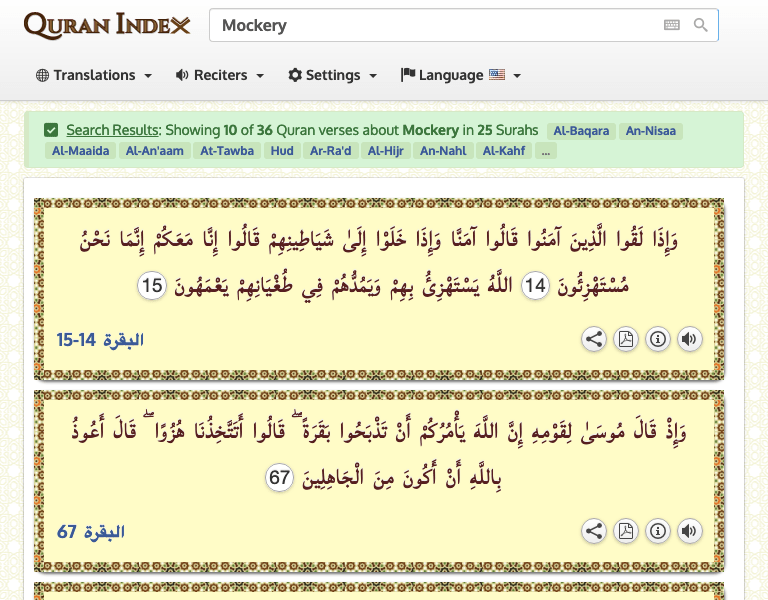 QURAN INDEX
Mockery
Translations
Reciters
Settings
Language
Search Results: Showing 10 of 36 Quran verses about Mockery in 25 Surahs Al-Baqara An-Nisaa
Al-Maaida Al-An'aam At-Tawba Hud Ar-Ra'd Al-Hijr An-Nahl Al-Kahf ...
وَإِذَا لَقُوا الَّذِينَ آمَنُوا قَالُوا آمَنَّا وَإِذَا خَلَوْا إِلَىٰ شَيَاطِينِهِمْ قَالُوا إِنَّا مَعَكُمْ إِنَّمَا نَحْنُ
مُسْتَهْزِئُونَ 14 اللَّهُ يَسْتَهْزِئُ بِهِمْ وَيَمُدُّهُمْ فِي طُغْيَانِهِمْ يَعْمَهُونَ 15
البقرة 14-15
وَإِذْ قَالَ مُوسَىٰ لِقَوْمِهِ إِنَّ اللَّهَ يَأْمُرُكُمْ أَنْ تَذْبَحُوا بَقَرَةً ۖ قَالُوا أَتَتَّخِذُنَا هُزُوًا ۖ قَالَ أَعُوذُ
بِاللَّهِ أَنْ أَكُونَ مِنَ الْجَاهِلِينَ 67
البقرة 67